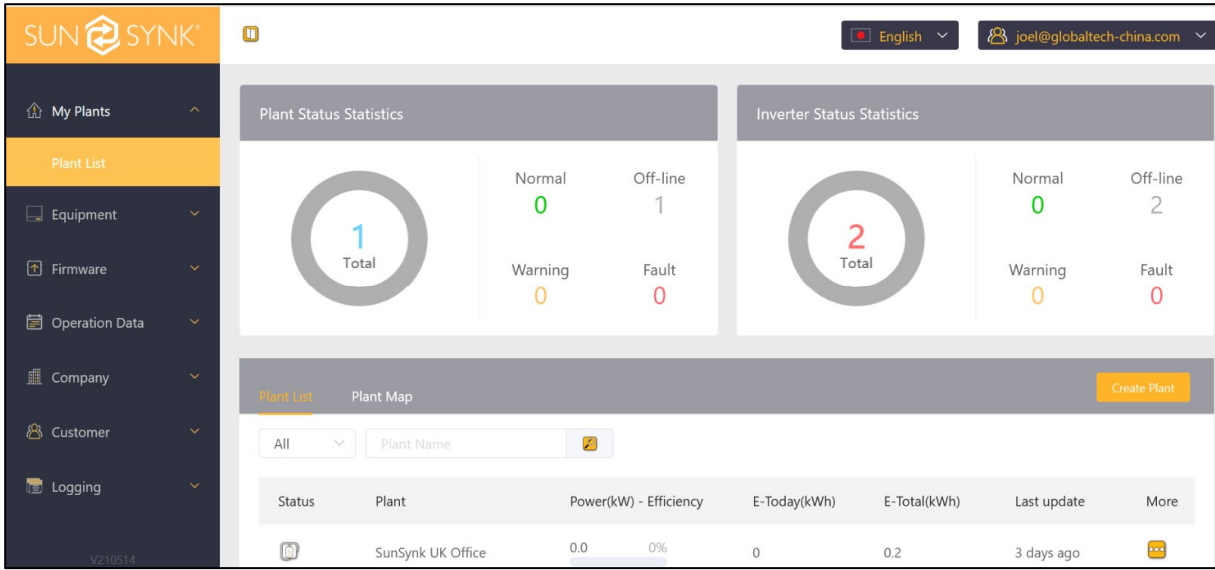 SUN SYNK®
English
joel@globaltech-china.com
My Plants
Plant List
Equipment
Firmware
Operation Data
Company
Customer
Logging
V210514
Plant Status Statistics
1
Total
Normal Off-line
0 1
Warning Fault
0 0
Inverter Status Statistics
2
Total
Normal Off-line
0 2
Warning Fault
0 0
Plant List Plant Map
Create Plant
All Plant Name
Status Plant Power(kW) - Efficiency E-Today(kWh) E-Total(kWh) Last update More
SunSynk UK Office 0.0 0% 0 0.2 3 days ago